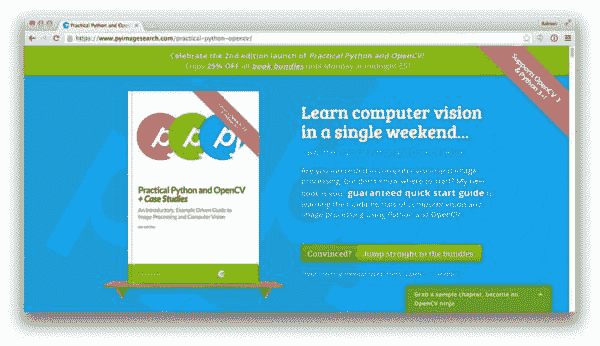 Practical Python and Open
https://www.pyimagesearch.com/practical-python-opencv/
Celebrate the 2nd edition launch of Practical Python and OpenCV!
Enjoy 25% OFF all book bundles until Monday at midnight EST!
Supports OpenCV 3
& Python 3+!
Learn computer vision
in a single weekend...
Are you interested in computer vision and image
processing, but don't know where to start? My new
book is your guaranteed quick start guide to
learning the fundamentals of computer vision and
image processing using Python and OpenCV.
Practical Python and OpenCV
+ Case Studies
An Introductory, Example Driven Guide to
Image Processing and Computer Vision
Convinced? Jump straight to the bundles
Grab a sample chapter, become an
OpenCV ninja